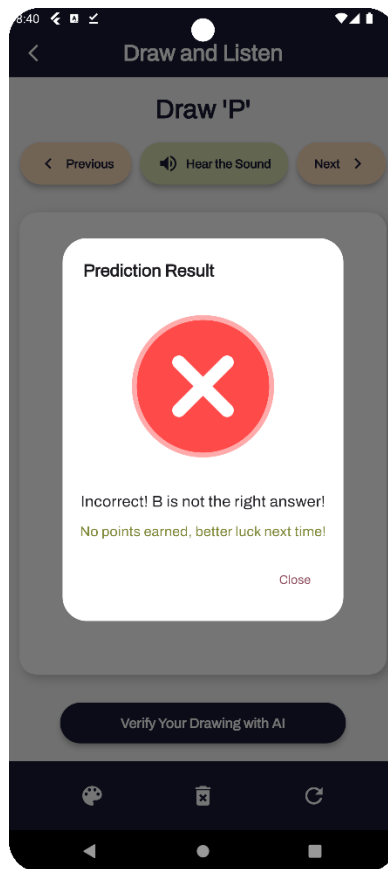 8:40
Draw and Listen
Draw 'P'
Previous
Hear the Sound
Next
Prediction Result
Incorrect! B is not the right answer!
No points earned, better luck next time!
Close
Verify Your Drawing with AI